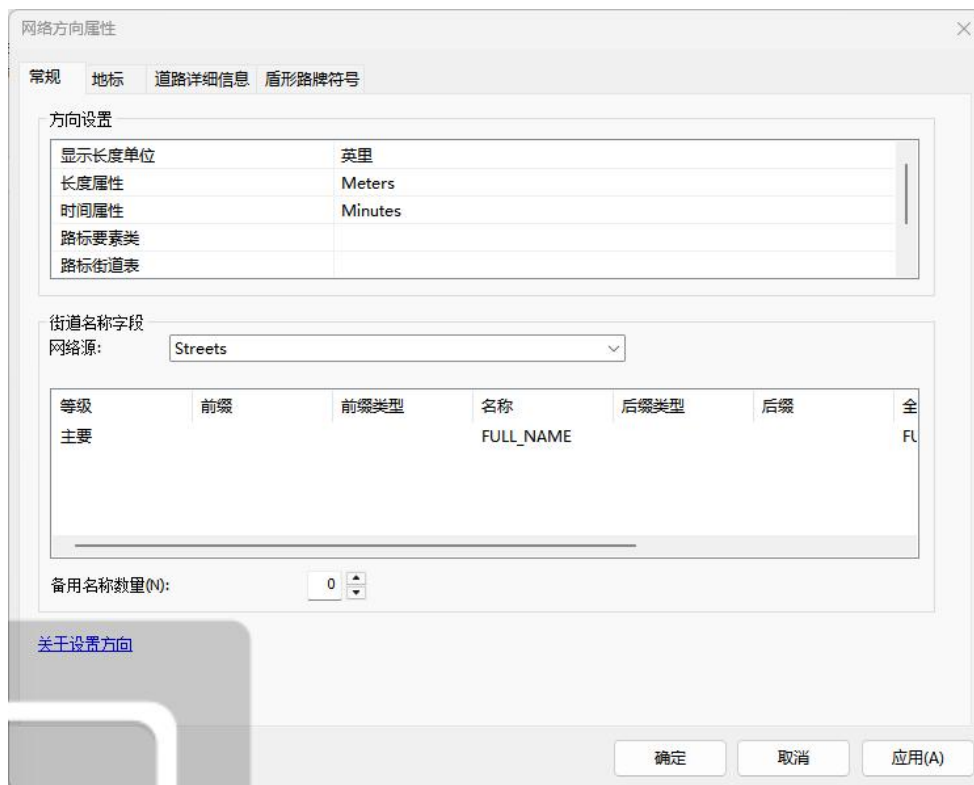 网络方向属性
常规 地标 道路详细信息 盾形路牌符号
方向设置
显示长度单位 英里
长度属性 Meters
时间属性 Minutes
路标要素类
路标街道表
街道名称字段
网络源: Streets
等级 前缀 前缀类型 名称 后缀类型 后缀 全
主要 FULL_NAME FU
备用名称数量(N): 0
关于设置方向
确定 取消 应用(A)